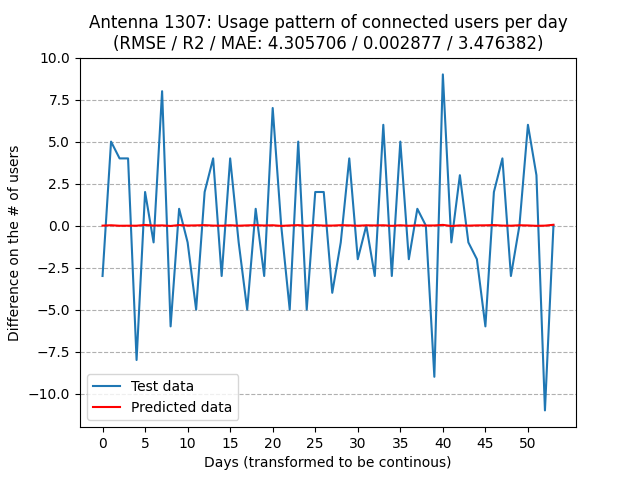 Antenna 1307: Usage pattern of connected users per day
(RMSE / R2 / MAE: 4.305706 / 0.002877 / 3.476382)
10.0
7.5
5.0
2.5
0.0
−2.5
−5.0
−7.5
−10.0
Difference on the # of users
Test data
Predicted data
0 5 10 15 20 25 30 35 40 45 50
Days (transformed to be continous)